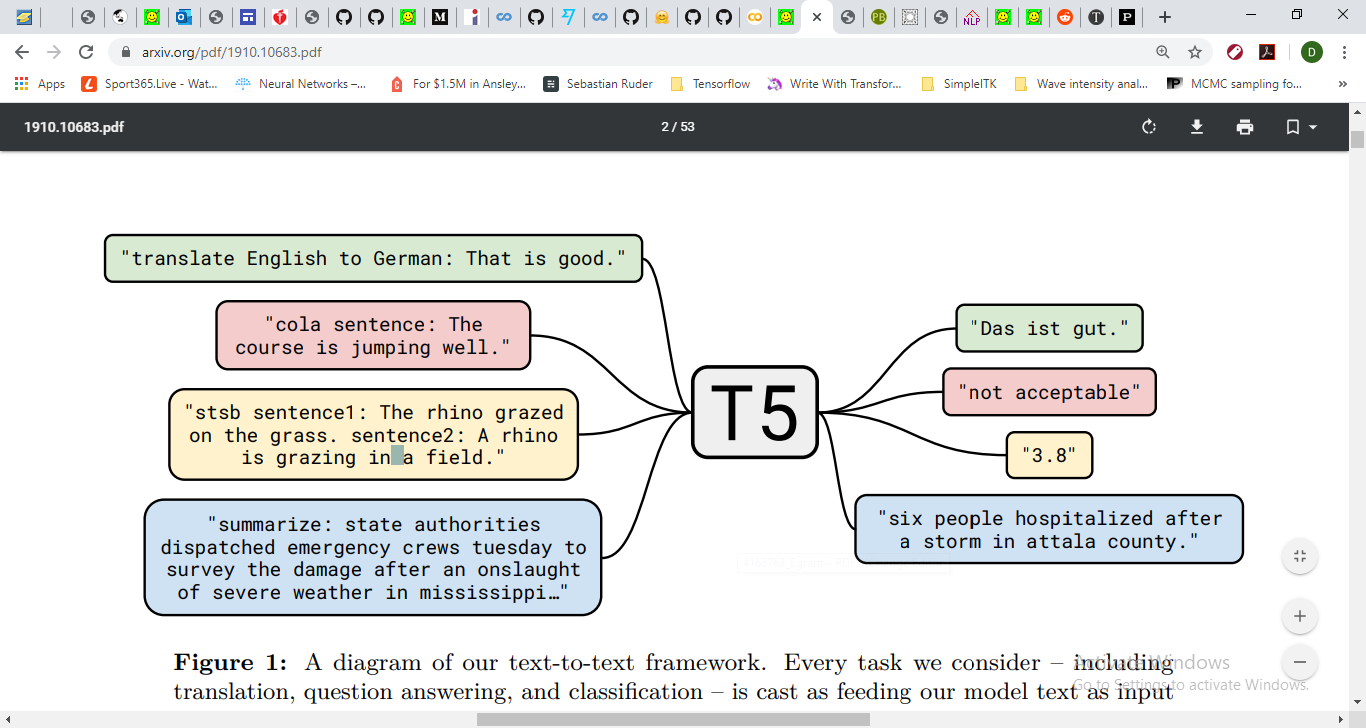 arxiv.org/pdf/1910.10683.pdf
D
Apps
Sport365.Live - Wat...
Neural Networks –...
For $1.5M in Ansley...
Sebastian Ruder
Tensorflow
Write With Transfor...
SimpleITK
Wave intensity anal...
MCMC sampling fo...
»
1910.10683.pdf
2 / 53
"translate English to German: That is good."
"cola sentence: The
course is jumping well."
"stsb sentence1: The rhino grazed
on the grass. sentence2: A rhino
is grazing in a field."
"summarize: state authorities
dispatched emergency crews tuesday to
survey the damage after an onslaught
of severe weather in mississippi…"
T5
"Das ist gut."
"not acceptable"
"3.8"
"six people hospitalized after
a storm in attala county."
Figure 1: A diagram of our text-to-text framework. Every task we consider – including
translation, question answering, and classification – is cast as feeding our model text as input
Activate Windows
Go to Settings to activate Windows.